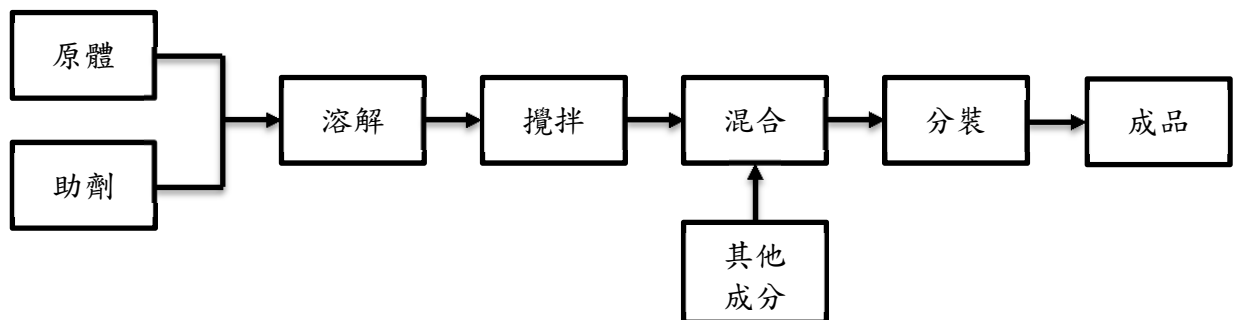 原體
助劑
溶解
攪拌
混合
其他
成分
分裝
成品